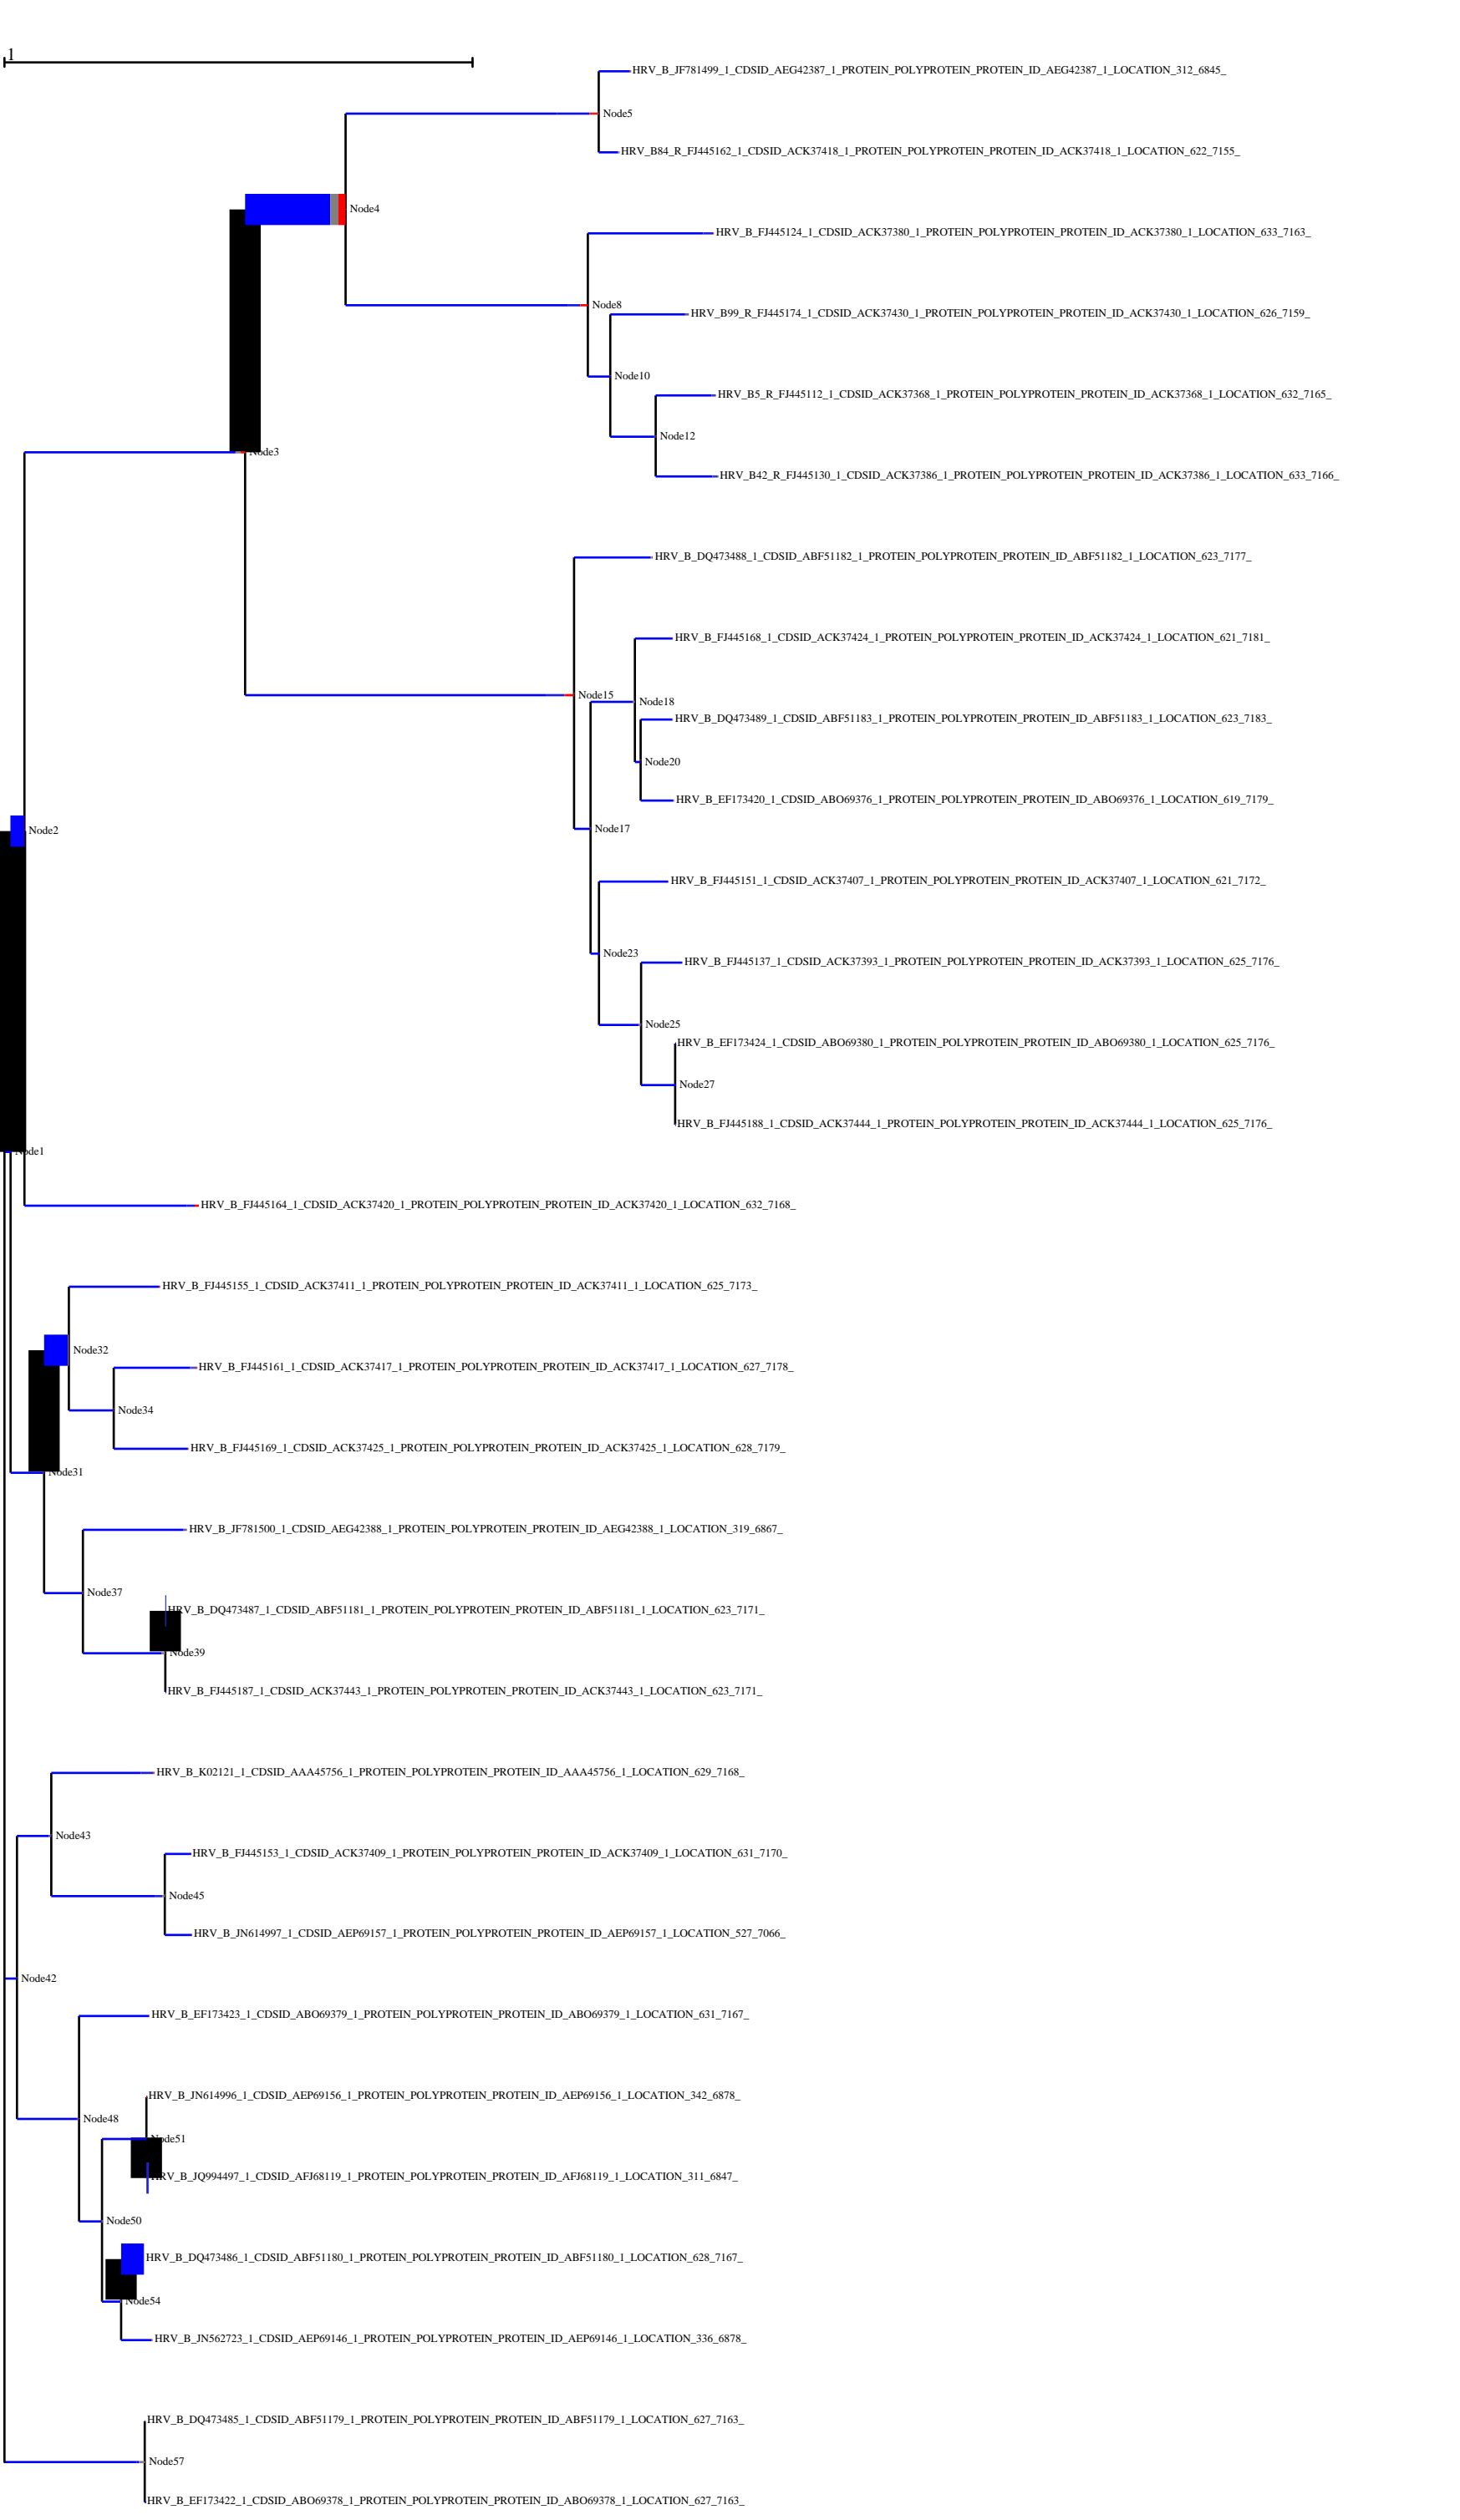 1
HRV_B_JF781499_1_CDSID_AEG42387_1_PROTEIN_POLYPROTEIN_PROTEIN_ID_AEG42387_1_LOCATION_312_6845_
Node5
HRV_B84_R_FJ445162_1_CDSID_ACK37418_1_PROTEIN_POLYPROTEIN_PROTEIN_ID_ACK37418_1_LOCATION_622_7155_
Node4
HRV_B_FJ445124_1_CDSID_ACK37380_1_PROTEIN_POLYPROTEIN_PROTEIN_ID_ACK37380_1_LOCATION_633_7163_
Node8
HRV_B99_R_FJ445174_1_CDSID_ACK37430_1_PROTEIN_POLYPROTEIN_PROTEIN_ID_ACK37430_1_LOCATION_626_7159_
Node10
HRV_B5_R_FJ445112_1_CDSID_ACK37368_1_PROTEIN_POLYPROTEIN_PROTEIN_ID_ACK37368_1_LOCATION_632_7165_
Node12
Node3
HRV_B42_R_FJ445130_1_CDSID_ACK37386_1_PROTEIN_POLYPROTEIN_PROTEIN_ID_ACK37386_1_LOCATION_633_7166_
HRV_B_DQ473488_1_CDSID_ABF51182_1_PROTEIN_POLYPROTEIN_PROTEIN_ID_ABF51182_1_LOCATION_623_7177_
HRV_B_FJ445168_1_CDSID_ACK37424_1_PROTEIN_POLYPROTEIN_PROTEIN_ID_ACK37424_1_LOCATION_621_7181_
Node15
Node18
HRV_B_DQ473489_1_CDSID_ABF51183_1_PROTEIN_POLYPROTEIN_PROTEIN_ID_ABF51183_1_LOCATION_623_7183_
Node20
HRV_B_EF173420_1_CDSID_ABO69376_1_PROTEIN_POLYPROTEIN_PROTEIN_ID_ABO69376_1_LOCATION_619_7179_
Node17
Node2
HRV_B_FJ445151_1_CDSID_ACK37407_1_PROTEIN_POLYPROTEIN_PROTEIN_ID_ACK37407_1_LOCATION_621_7172_
Node23
HRV_B_FJ445137_1_CDSID_ACK37393_1_PROTEIN_POLYPROTEIN_PROTEIN_ID_ACK37393_1_LOCATION_625_7176_
Node25
HRV_B_EF173424_1_CDSID_ABO69380_1_PROTEIN_POLYPROTEIN_PROTEIN_ID_ABO69380_1_LOCATION_625_7176_
Node27
HRV_B_FJ445188_1_CDSID_ACK37444_1_PROTEIN_POLYPROTEIN_PROTEIN_ID_ACK37444_1_LOCATION_625_7176_
Node1
HRV_B_FJ445164_1_CDSID_ACK37420_1_PROTEIN_POLYPROTEIN_PROTEIN_ID_ACK37420_1_LOCATION_632_7168_
HRV_B_FJ445155_1_CDSID_ACK37411_1_PROTEIN_POLYPROTEIN_PROTEIN_ID_ACK37411_1_LOCATION_625_7173_
Node32
HRV_B_FJ445161_1_CDSID_ACK37417_1_PROTEIN_POLYPROTEIN_PROTEIN_ID_ACK37417_1_LOCATION_627_7178_
Node34
HRV_B_FJ445169_1_CDSID_ACK37425_1_PROTEIN_POLYPROTEIN_PROTEIN_ID_ACK37425_1_LOCATION_628_7179_
Node31
HRV_B_JF781500_1_CDSID_AEG42388_1_PROTEIN_POLYPROTEIN_PROTEIN_ID_AEG42388_1_LOCATION_319_6867_
Node37
HRV_B_DQ473487_1_CDSID_ABF51181_1_PROTEIN_POLYPROTEIN_PROTEIN_ID_ABF51181_1_LOCATION_623_7171_
Node39
HRV_B_FJ445187_1_CDSID_ACK37443_1_PROTEIN_POLYPROTEIN_PROTEIN_ID_ACK37443_1_LOCATION_623_7171_
HRV_B_K02121_1_CDSID_AAA45756_1_PROTEIN_POLYPROTEIN_PROTEIN_ID_AAA45756_1_LOCATION_629_7168_
Node43
HRV_B_FJ445153_1_CDSID_ACK37409_1_PROTEIN_POLYPROTEIN_PROTEIN_ID_ACK37409_1_LOCATION_631_7170_
Node45
HRV_B_JN614997_1_CDSID_AEP69157_1_PROTEIN_POLYPROTEIN_PROTEIN_ID_AEP69157_1_LOCATION_527_7066_
Node42
HRV_B_EF173423_1_CDSID_ABO69379_1_PROTEIN_POLYPROTEIN_PROTEIN_ID_ABO69379_1_LOCATION_631_7167_
HRV_B_JN614996_1_CDSID_AEP69156_1_PROTEIN_POLYPROTEIN_PROTEIN_ID_AEP69156_1_LOCATION_342_6878_
Node48
Node51
HRV_B_JQ994497_1_CDSID_AFJ68119_1_PROTEIN_POLYPROTEIN_PROTEIN_ID_AFJ68119_1_LOCATION_311_6847_
Node50
HRV_B_DQ473486_1_CDSID_ABF51180_1_PROTEIN_POLYPROTEIN_PROTEIN_ID_ABF51180_1_LOCATION_628_7167_
Node54
HRV_B_JN562723_1_CDSID_AEP69146_1_PROTEIN_POLYPROTEIN_PROTEIN_ID_AEP69146_1_LOCATION_336_6878_
HRV_B_DQ473485_1_CDSID_ABF51179_1_PROTEIN_POLYPROTEIN_PROTEIN_ID_ABF51179_1_LOCATION_627_7163_
Node57
HRV_B_EF173422_1_CDSID_ABO69378_1_PROTEIN_POLYPROTEIN_PROTEIN_ID_ABO69378_1_LOCATION_627_7163_